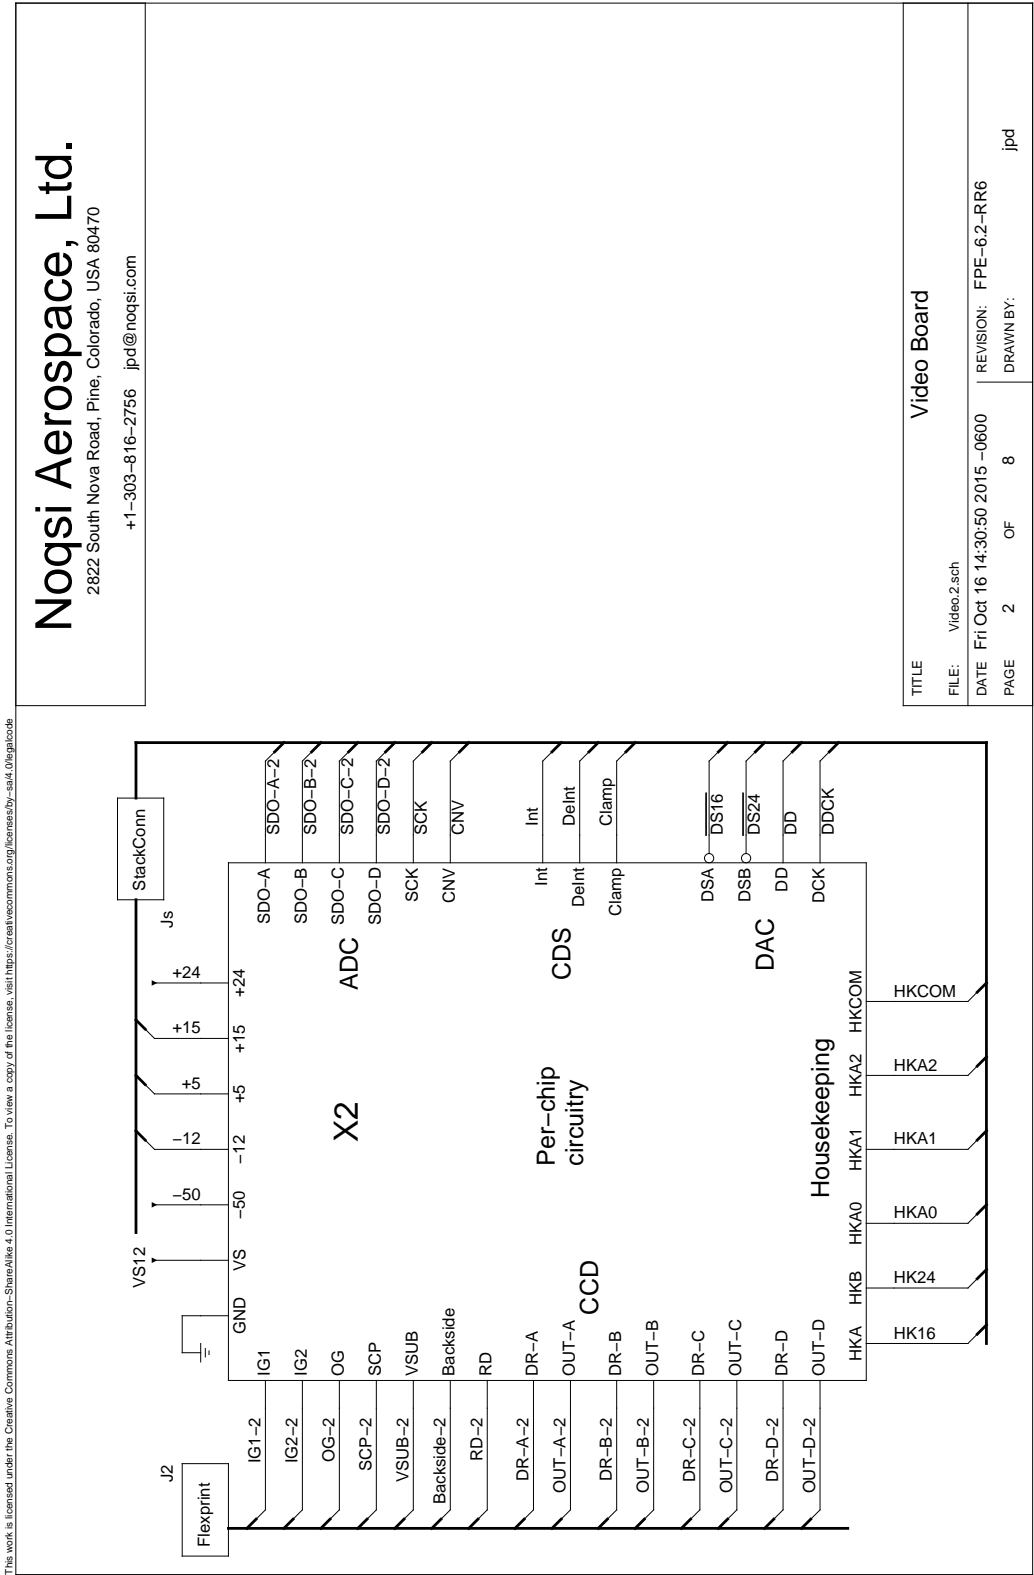 This work is licensed under the Creative Commons Attribution−ShareAlike 4.0 International License. To view a copy of the license, visit https://creativecommons.org/licenses/by−sa/4.0/legalcode
Noqsi Aerospace, Ltd.
2822 South Nova Road, Pine, Colorado, USA 80470
+1−303−816−2756 jpd@noqsi.com
J2
Flexprint
IG1−2
IG2−2
OG−2
SCP−2
VSUB−2
Backside−2
RD−2
DR−A−2
OUT−A−2
DR−B−2
OUT−B−2
DR−C−2
OUT−C−2
DR−D−2
OUT−D−2
IG1
IG2
OG
SCP
VSUB
Backside
RD
DR−A
OUT−A
DR−B
OUT−B
DR−C
OUT−C
DR−D
OUT−D
CCD
VS12
−50
−12
+5
+15
+24
GND
VS
−50
−12
+5
+15
+24
X2
Per−chip
circuitry
Housekeeping
HKA
HKB
HKA0
HKA1
HKA2
HKCOM
HK16
HK24
HKA0
HKA1
HKA2
HKCOM
ADC
CDS
DAC
SDO−A
SDO−B
SDO−C
SDO−D
SCK
CNV
Int
DeInt
Clamp
DSA
DSB
DD
DCK
Js
StackConn
SDO−A−2
SDO−B−2
SDO−C−2
SDO−D−2
SCK
CNV
Int
DeInt
Clamp
DS16
DS24
DD
DDCK
TITLE
Video Board
FILE: Video.2.sch
DATE Fri Oct 16 14:30:50 2015 −0600
REVISION: FPE−6.2−RR6
PAGE 2 OF 8
DRAWN BY: jpd